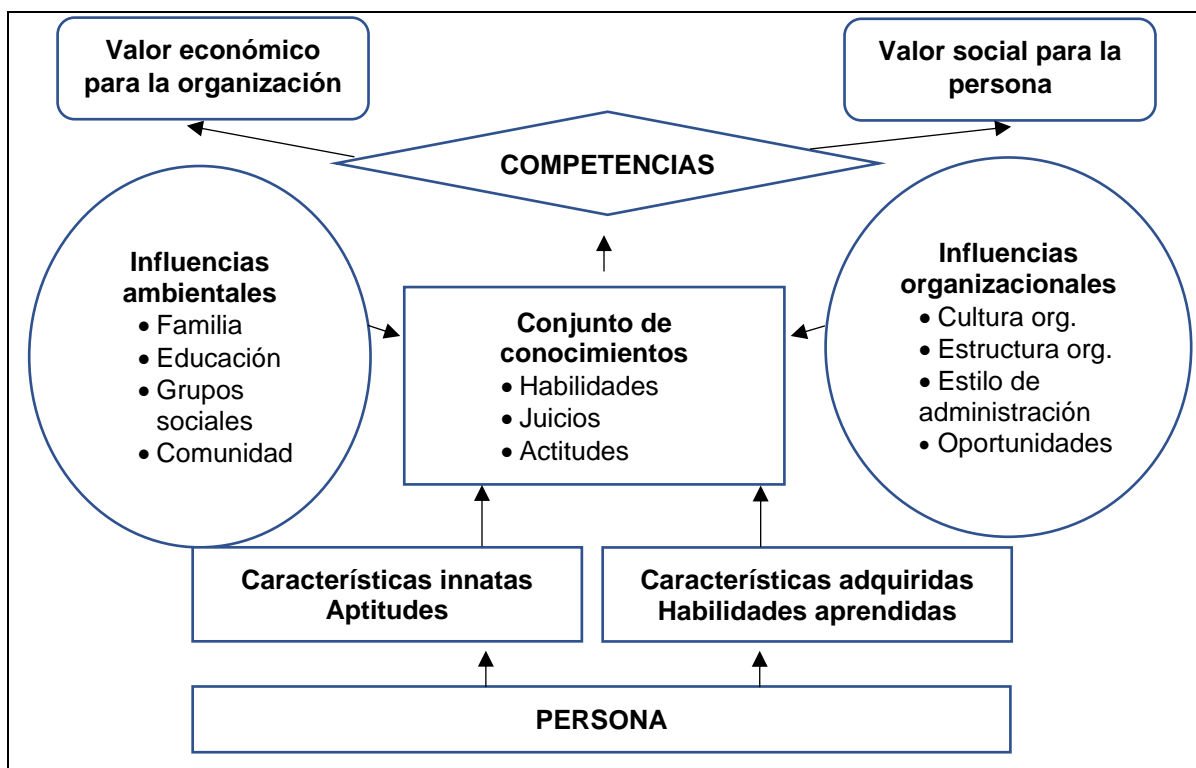 Valor económico
para la organización
Valor social para la
persona
COMPETENCIAS
Influencias
ambientales
• Familia
• Educación
• Grupos
sociales
• Comunidad
Conjunto de
conocimientos
• Habilidades
• Juicios
• Actitudes
Influencias
organizacionales
• Cultura org.
• Estructura org.
• Estilo de
administración
• Oportunidades
Características innatas
Aptitudes
Características adquiridas
Habilidades aprendidas
PERSONA